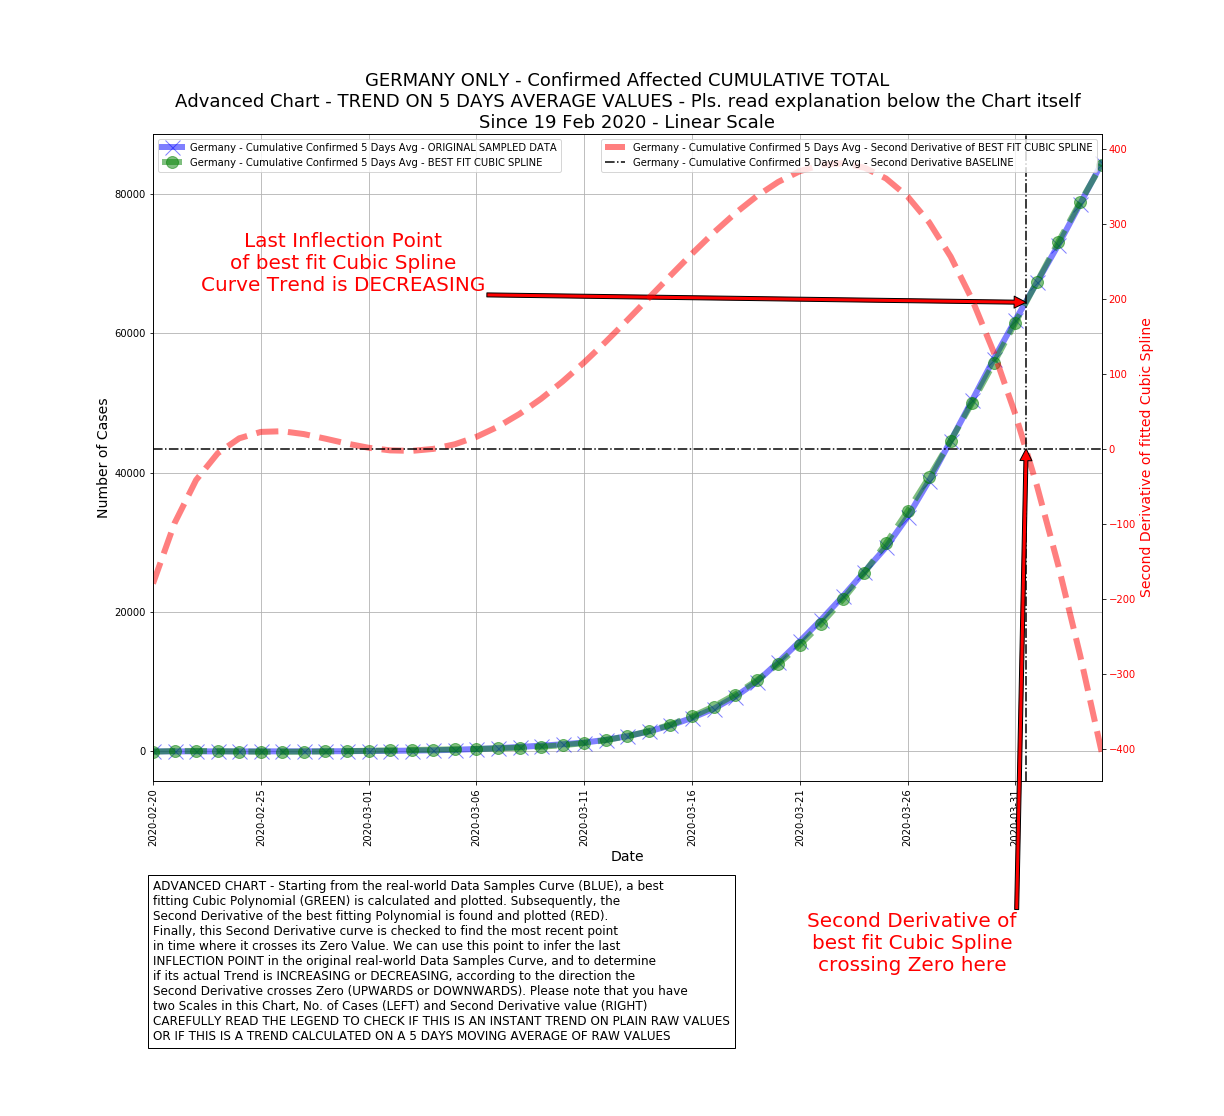 GERMANY ONLY - Confirmed Affected CUMULATIVE TOTAL
Advanced Chart - TREND ON 5 DAYS AVERAGE VALUES - Pls. read explanation below the Chart itself
Since 19 Feb 2020 - Linear Scale
Germany - Cumulative Confirmed 5 Days Avg - ORIGINAL SAMPLED DATA
Germany - Cumulative Confirmed 5 Days Avg - BEST FIT CUBIC SPLINE
Germany - Cumulative Confirmed 5 Days Avg - Second Derivative of BEST FIT CUBIC SPLINE
Germany - Cumulative Confirmed 5 Days Avg - Second Derivative BASELINE
Last Inflection Point
of best fit Cubic Spline
Curve Trend is DECREASING
Number of Cases
80000
60000
40000
20000
0
400
300
200
100
0
−100
−200
−300
−400
Second Derivative of fitted Cubic Spline
2020-02-20
2020-02-25
2020-03-01
2020-03-06
2020-03-11
2020-03-16
2020-03-21
2020-03-26
2020-03-31
Date
ADVANCED CHART - Starting from the real-world Data Samples Curve (BLUE), a best
fitting Cubic Polynomial (GREEN) is calculated and plotted. Subsequently, the
Second Derivative of the best fitting Polynomial is found and plotted (RED).
Finally, this Second Derivative curve is checked to find the most recent point
in time where it crosses its Zero Value. We can use this point to infer the last
INFLECTION POINT in the original real-world Data Samples Curve, and to determine
if its actual Trend is INCREASING or DECREASING, according to the direction the
Second Derivative crosses Zero (UPWARDS or DOWNWARDS). Please note that you have
two Scales in this Chart, No. of Cases (LEFT) and Second Derivative value (RIGHT)
CAREFULLY READ THE LEGEND TO CHECK IF THIS IS AN INSTANT TREND ON PLAIN RAW VALUES
OR IF THIS IS A TREND CALCULATED ON A 5 DAYS MOVING AVERAGE OF RAW VALUES
Second Derivative of
best fit Cubic Spline
crossing Zero here